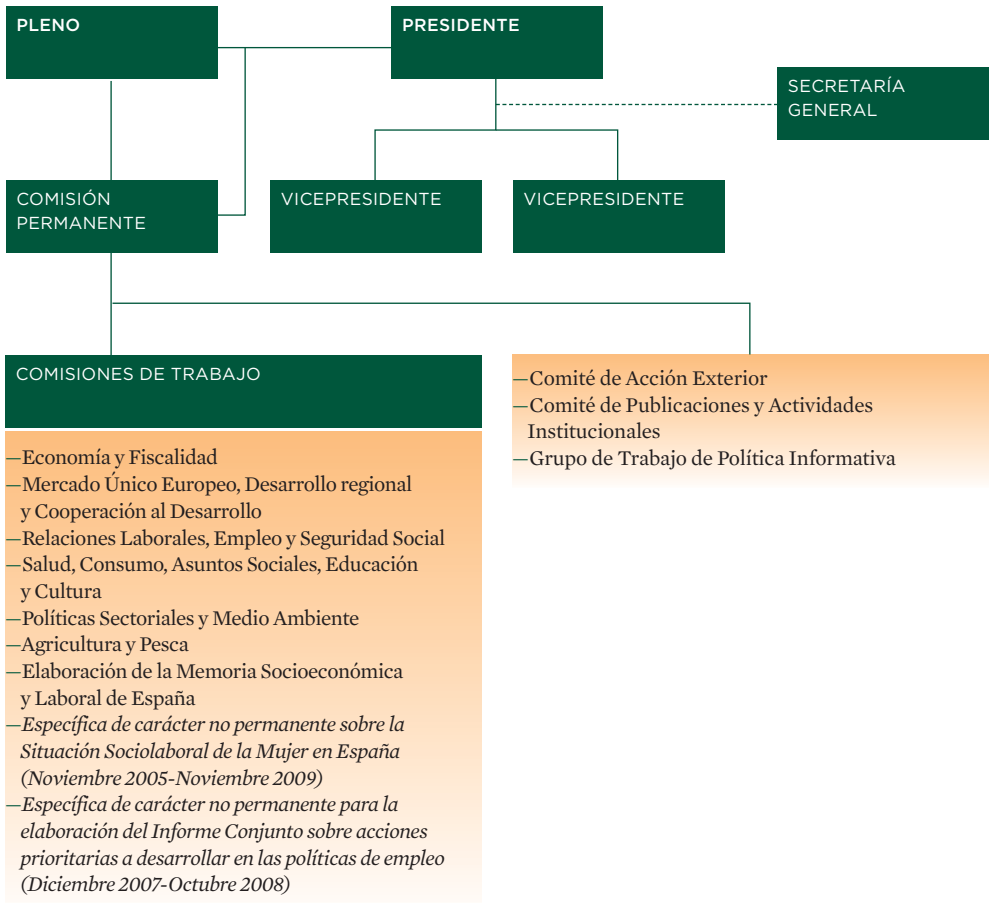 PLENO
PRESIDENTE
SECRETARÍA
GENERAL
COMISIÓN
PERMANENTE
VICEPRESIDENTE
VICEPRESIDENTE
COMISIONES DE TRABAJO
—Economía y Fiscalidad
—Mercado Único Europeo, Desarrollo regional
y Cooperación al Desarrollo
—Relaciones Laborales, Empleo y Seguridad Social
—Salud, Consumo, Asuntos Sociales, Educación
y Cultura
—Políticas Sectoriales y Medio Ambiente
—Agricultura y Pesca
—Elaboración de la Memoria Socioeconómica
y Laboral de España
—Específica de carácter no permanente sobre la
Situación Sociolaboral de la Mujer en España
(Noviembre 2005-Noviembre 2009)
—Específica de carácter no permanente para la
elaboración del Informe Conjunto sobre acciones
prioritarias a desarrollar en las políticas de empleo
(Diciembre 2007-Octubre 2008)
—Comité de Acción Exterior
—Comité de Publicaciones y Actividades
Institucionales
—Grupo de Trabajo de Política Informativa